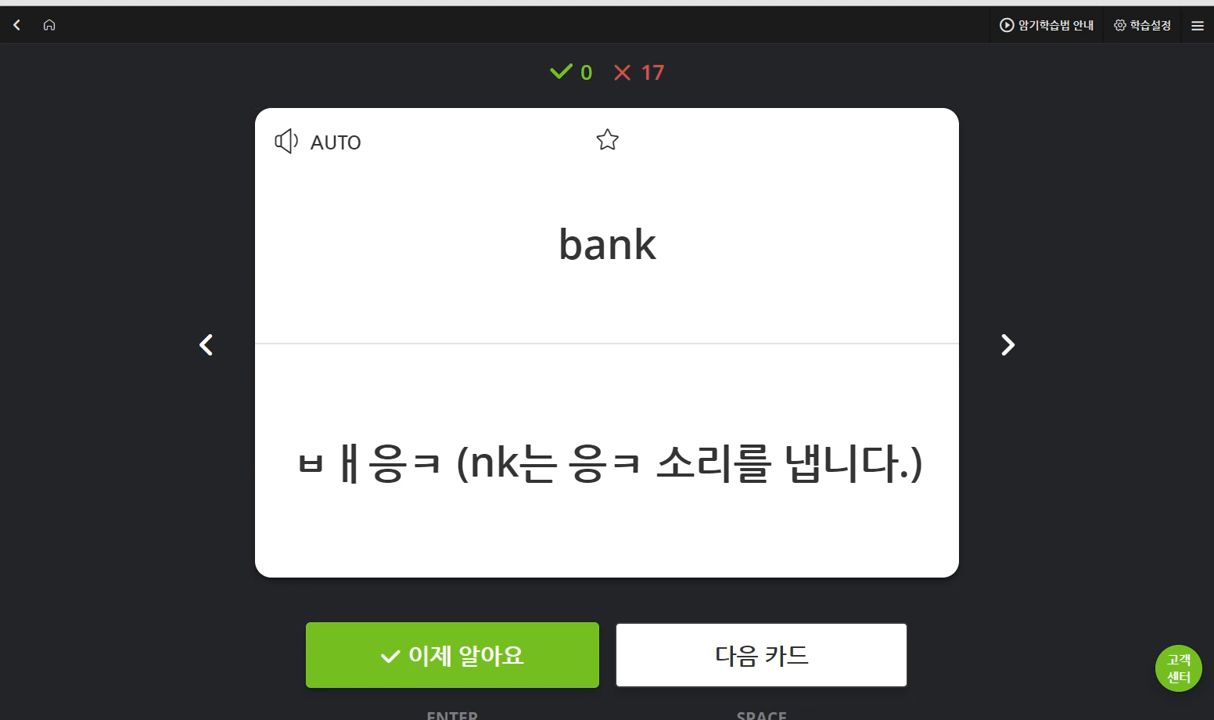 암기학습법 안내
학습설정
0
17
AUTO
bank
ㅂㅐ응ㅋ (nk는 응ㅋ 소리를 냅니다.)
이제 알아요
다음 카드
ENTER
SPACE
고객
센터